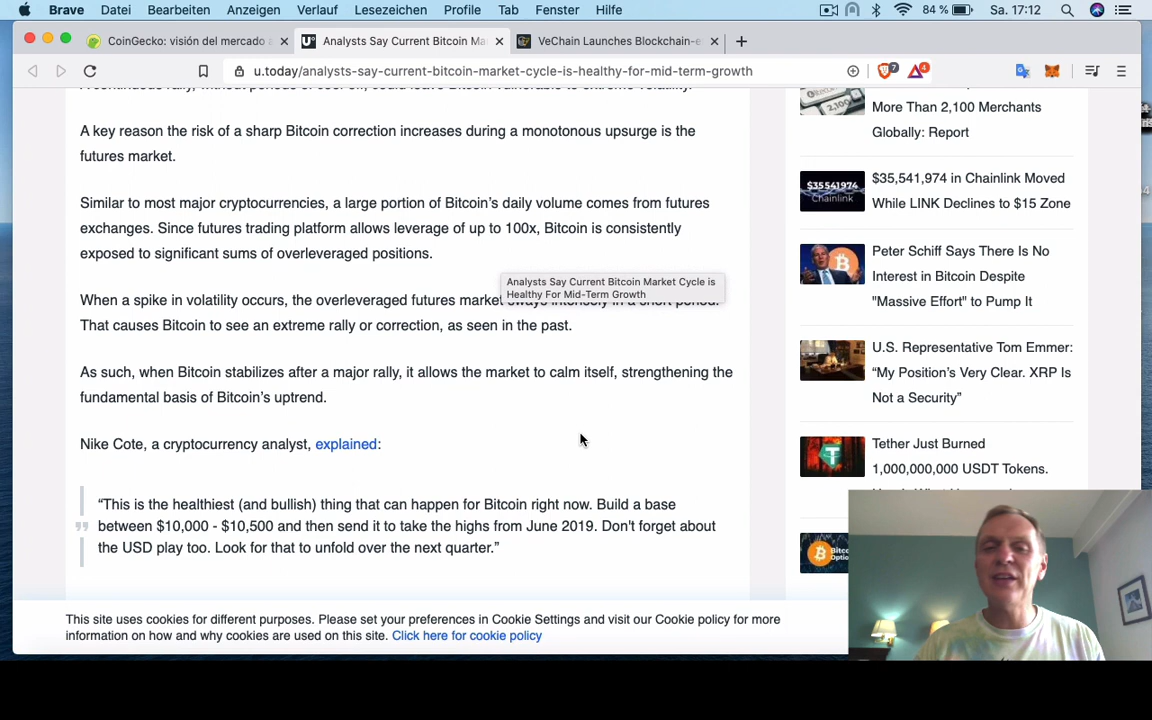 Brave Datei Bearbeiten Anzeigen Verlauf Lesezeichen Profile Tab Fenster Hilfe 84 % Sa. 17:12
CoinGecko: visión del mercado a
Analysts Say Current Bitcoin Ma
VeChain Launches Blockchain-e
u.today/analysts-say-current-bitcoin-market-cycle-is-healthy-for-mid-term-growth
7
4
A key reason the risk of a sharp Bitcoin correction increases during a monotonous upsurge is the
futures market.
Similar to most major cryptocurrencies, a large portion of Bitcoin's daily volume comes from futures
exchanges. Since futures trading platform allows leverage of up to 100x, Bitcoin is consistently
exposed to significant sums of overleveraged positions.
Analysts Say Current Bitcoin Market Cycle is
Healthy For Mid-Term Growth
When a spike in volatility occurs, the overleveraged futures market sways intensely in a short period.
That causes Bitcoin to see an extreme rally or correction, as seen in the past.
As such, when Bitcoin stabilizes after a major rally, it allows the market to calm itself, strengthening the
fundamental basis of Bitcoin's uptrend.
Nike Cote, a cryptocurrency analyst, explained:
“This is the healthiest (and bullish) thing that can happen for Bitcoin right now. Build a base
between $10,000 - $10,500 and then send it to take the highs from June 2019. Don't forget about
the USD play too. Look for that to unfold over the next quarter.”
2,100
More Than 2,100 Merchants
Globally: Report
$35541974
Chainlink
$35,541,974 in Chainlink Moved
While LINK Declines to $15 Zone
Peter Schiff Says There Is No
Interest in Bitcoin Despite
"Massive Effort" to Pump It
U.S. Representative Tom Emmer:
“My Position's Very Clear. XRP Is
Not a Security”
Tether Just Burned
1,000,000,000 USDT Tokens.
This site uses cookies for different purposes. Please set your preferences in Cookie Settings and visit our Cookie policy for more
information on how and why cookies are used on this site. Click here for cookie policy